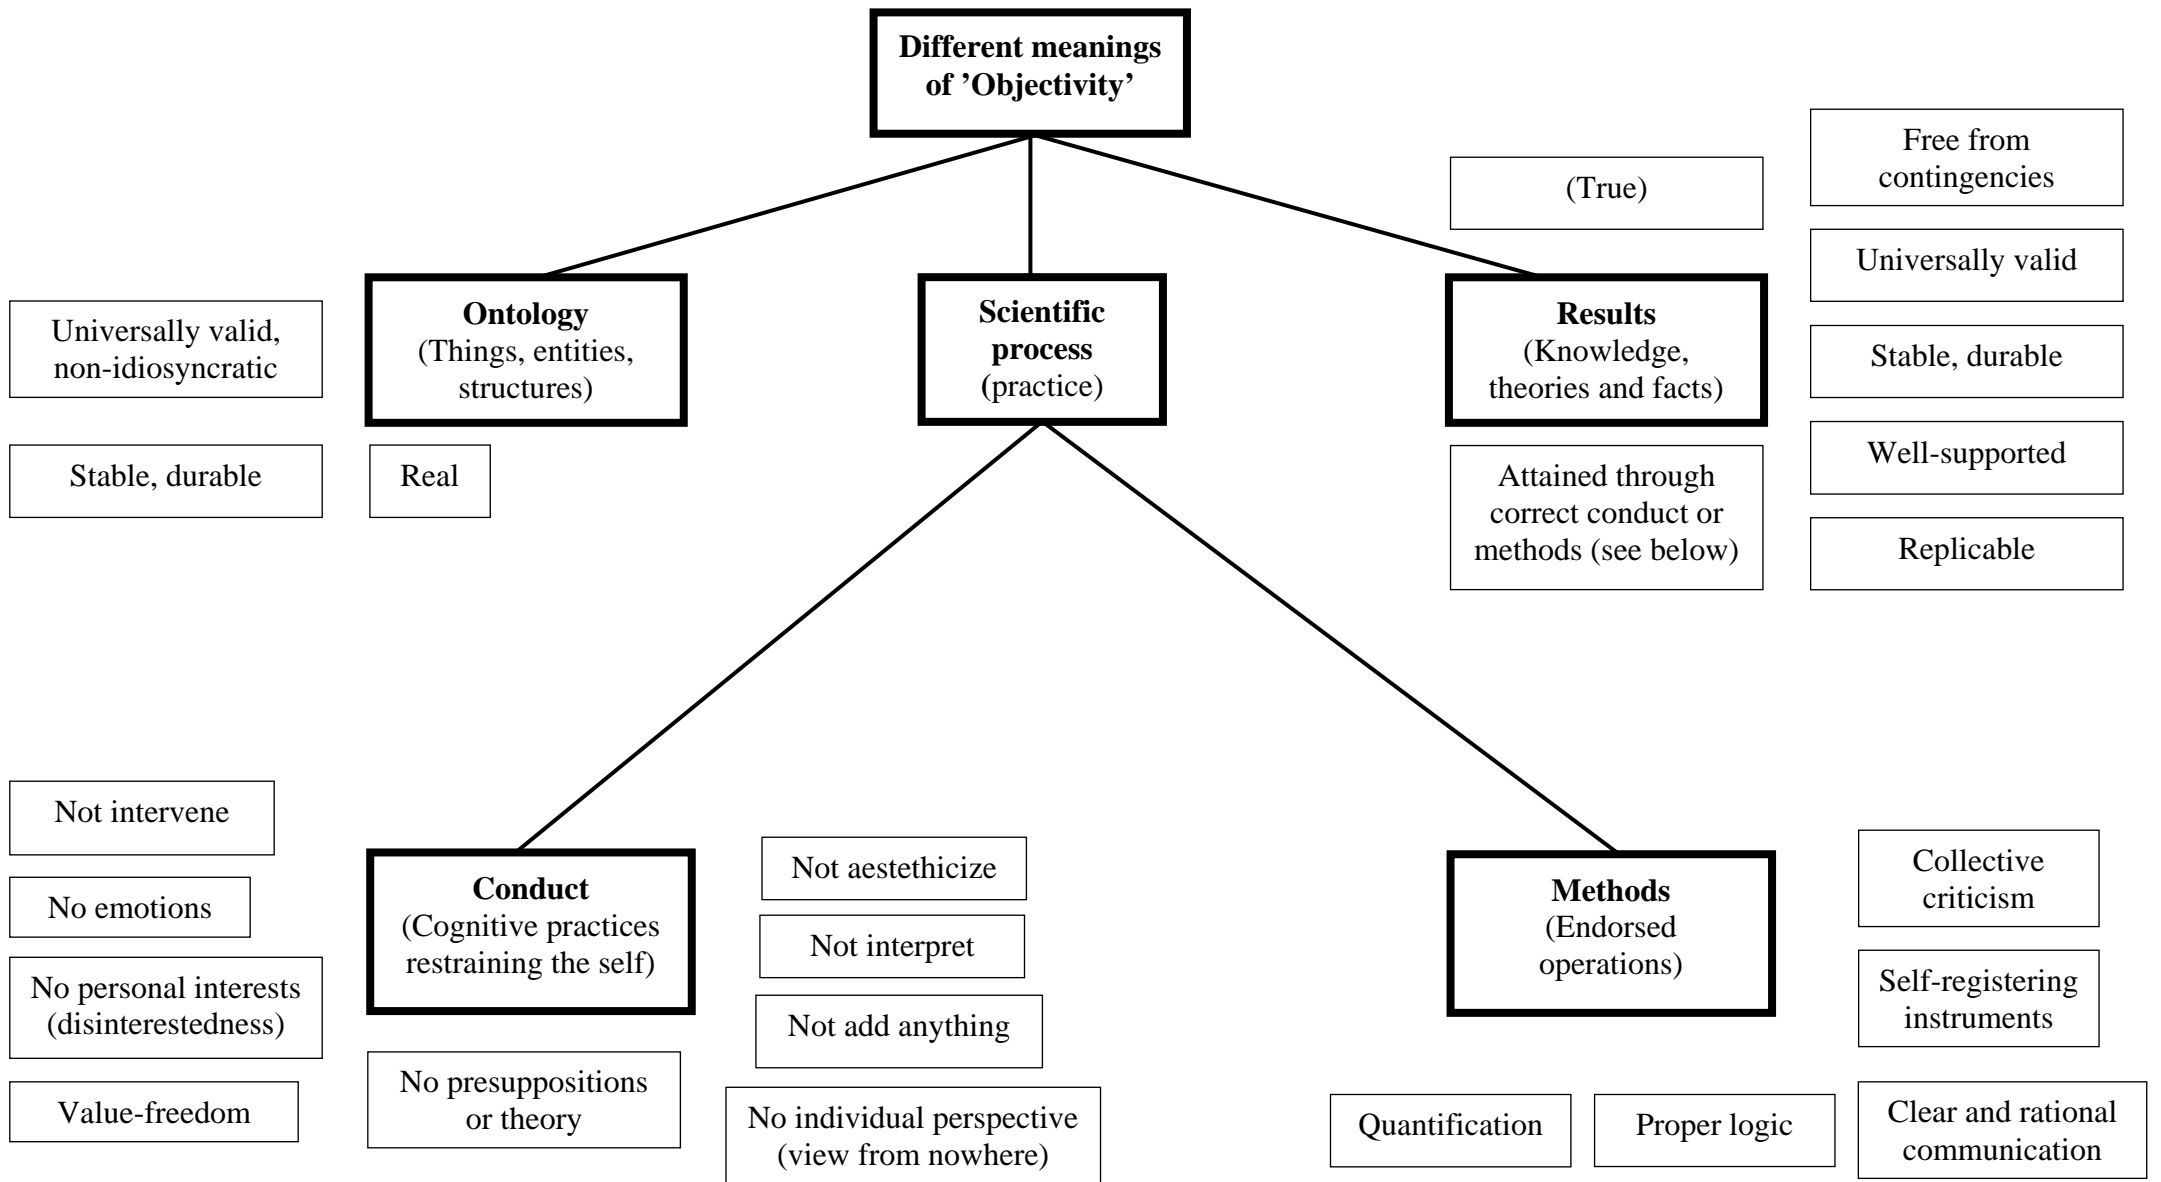 Different meanings
of ’Objectivity’
(True)
Free from
contingencies
Universally valid
Stable, durable
Well-supported
Replicable
Universally valid,
non-idiosyncratic
Stable, durable
Ontology
(Things, entities,
structures)
Real
Scientific
process
(practice)
Results
(Knowledge,
theories and facts)
Attained through
correct conduct or
methods (see below)
Not intervene
No emotions
No personal interests
(disinterestedness)
Value-freedom
Conduct
(Cognitive practices
restraining the self)
No presuppositions
or theory
Not aestethicize
Not interpret
Not add anything
No individual perspective
(view from nowhere)
Methods
(Endorsed
operations)
Quantification
Proper logic
Collective
criticism
Self-registering
instruments
Clear and rational
communication